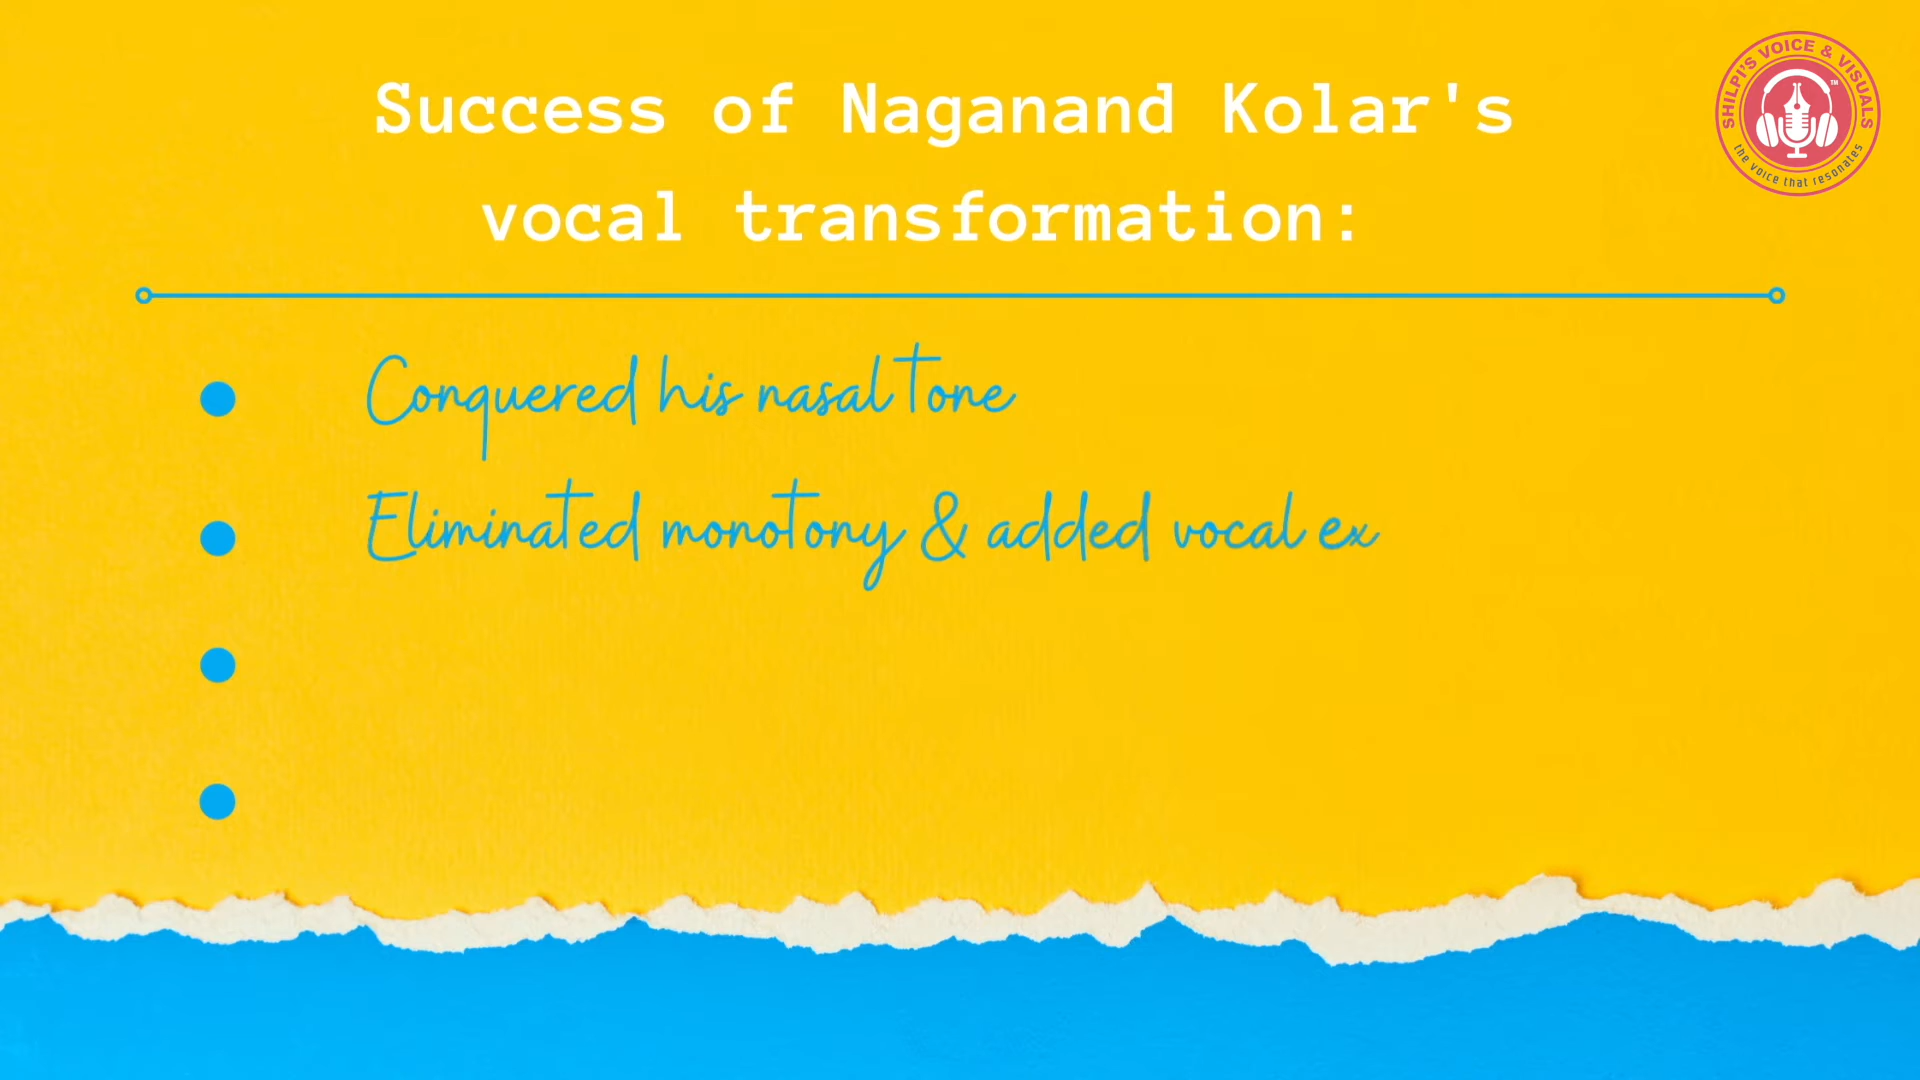 SHILPI'S VOICE & VISUALS
TM
the voice that resonates
Success of Naganand Kolar's
vocal transformation:
Conquered his nasal tone
Eliminated monotony & added vocal ex